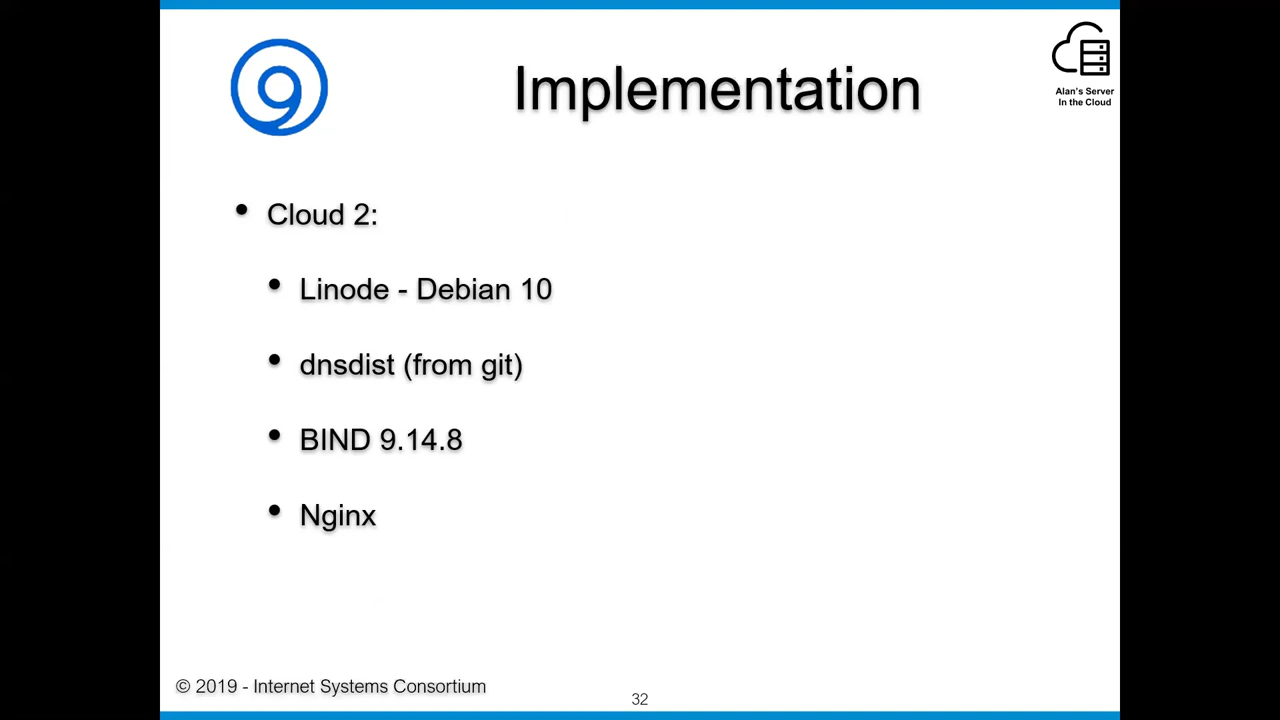 9
Implementation
Alan's Server
In the Cloud
• Cloud 2:
• Linode - Debian 10
• dnsdist (from git)
• BIND 9.14.8
• Nginx
© 2019 - Internet Systems Consortium
32